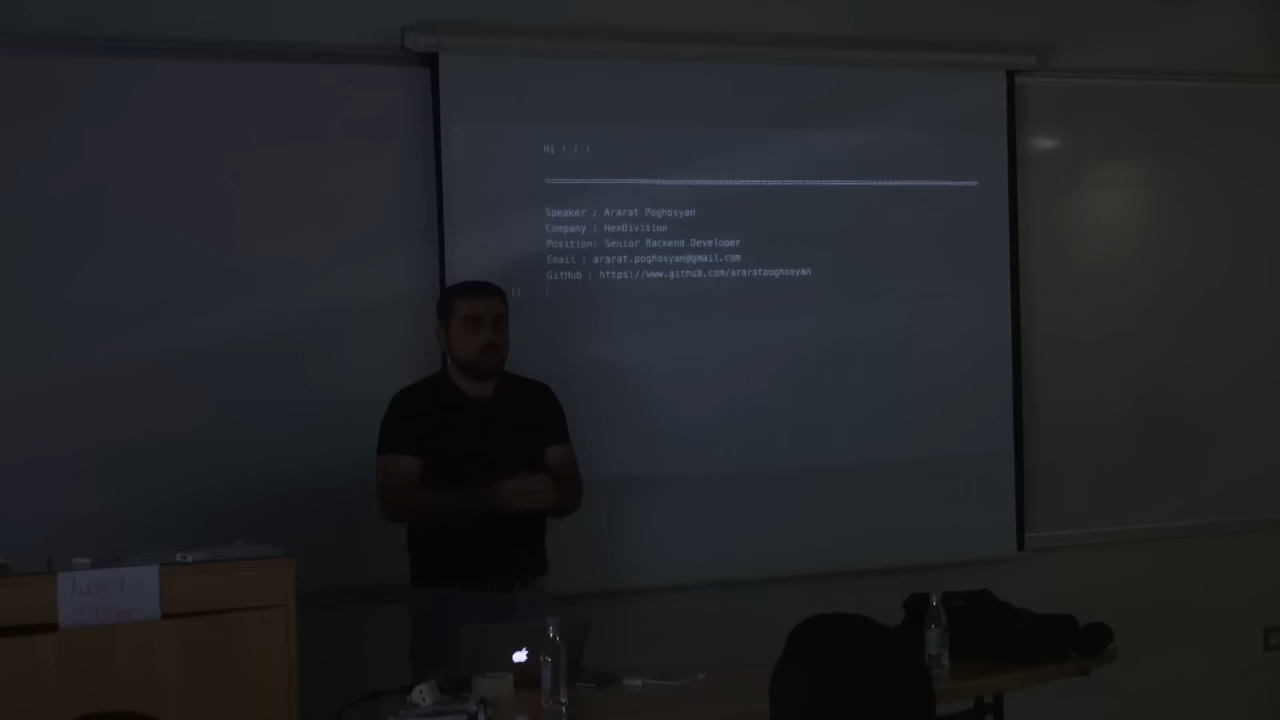 Hi ! ! !
Speaker : Ararat Poghosyan
Company : HexDivision
Position: Senior Backend Developer
Email : ararat.poghosyan@gmail.com
GitHub : https://www.github.com/araratpoghosyan